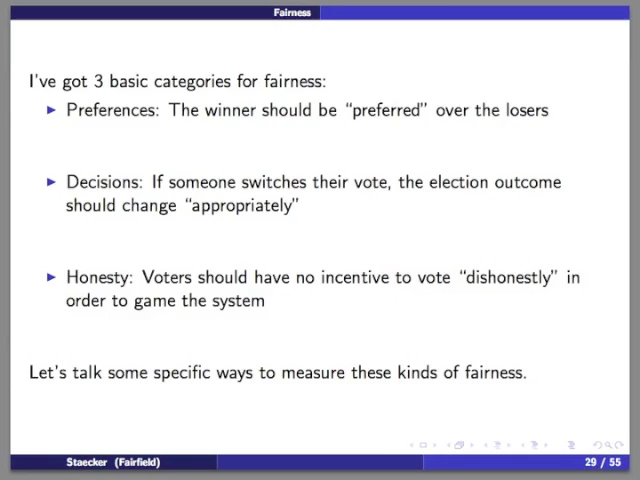 Fairness
I've got 3 basic categories for fairness:
Preferences: The winner should be “preferred” over the losers
Decisions: If someone switches their vote, the election outcome
should change “appropriately”
Honesty: Voters should have no incentive to vote “dishonestly” in
order to game the system
Let's talk some specific ways to measure these kinds of fairness.
Staecker (Fairfield)
29 / 55